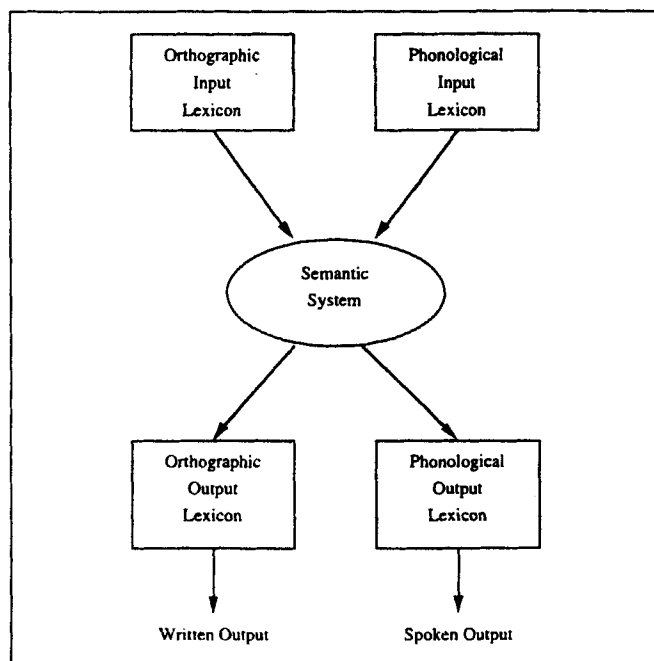 Orthographic
Input
Lexicon
Phonological
Input
Lexicon
Semantic
System
Orthographic
Output
Lexicon
Phonological
Output
Lexicon
Written Output
Spoken Output